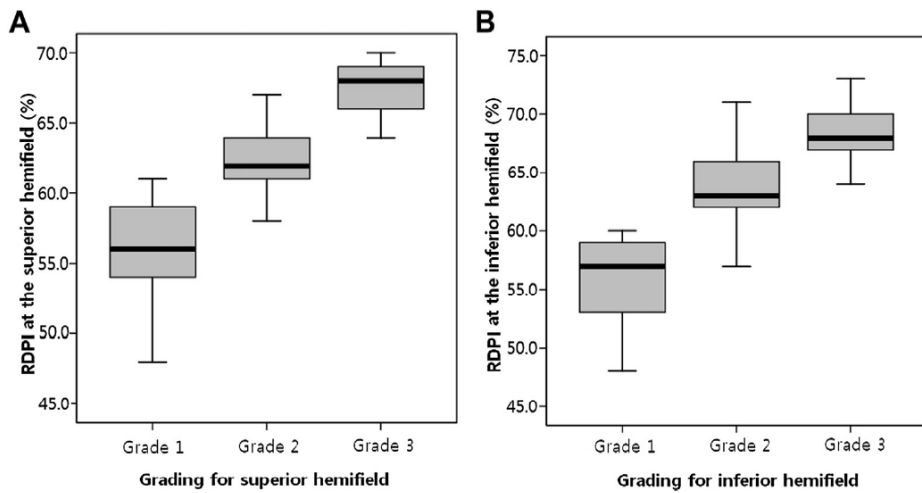 A
RDPI at the superior hemifield (%)
70.0
65.0
60.0
55.0
50.0
45.0
Grade 1 Grade 2 Grade 3
Grading for superior hemifield
B
RDPI at the inferior hemifield (%)
75.0
70.0
65.0
60.0
55.0
50.0
45.0
Grade 1 Grade 2 Grade 3
Grading for inferior hemifield